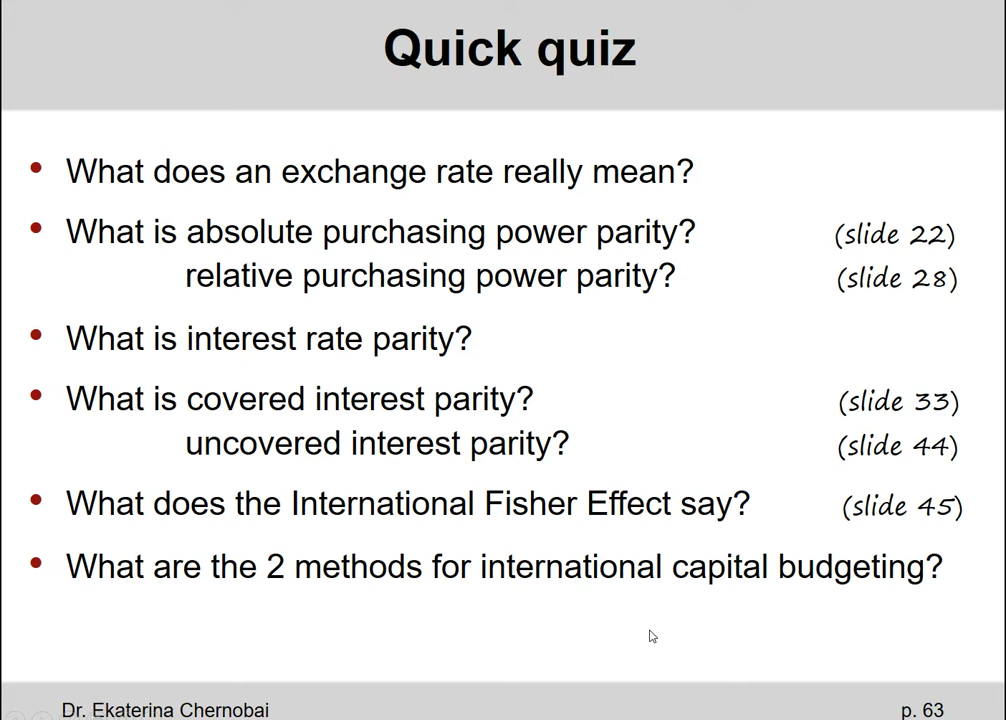 Quick quiz
• What does an exchange rate really mean?
• What is absolute purchasing power parity? (slide 22)
relative purchasing power parity? (slide 28)
• What is interest rate parity?
• What is covered interest parity? (slide 33)
uncovered interest parity? (slide 44)
• What does the International Fisher Effect say? (slide 45)
• What are the 2 methods for international capital budgeting?
Dr. Ekaterina Chernobai p. 63